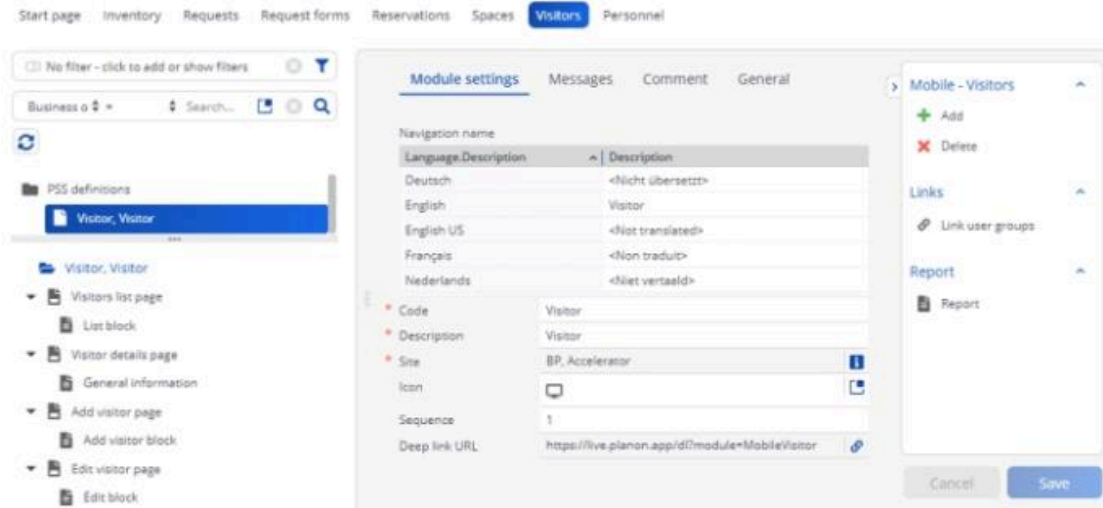 Start page Inventory Requests Request forms Reservations Spaces Visitors Personnel
No filter - click to add or show filters
Business o = Search...
PSS definitions
Visitor, Visitor
Visitor, Visitor
Visitors list page
List block
Visitor details page
General information
Add visitor page
Add visitor block
Edit visitor page
Edit block
Module settings Messages Comment General
Navigation name
Language.Description Description
Deutsch <Nicht übersetzt>
English Visitor
English US <Not translated>
Français <Non traduit>
Nederlands <Niet vertaald>
* Code Visitor
* Description Visitor
* Site BP, Accelerator
Icon
Sequence 1
Deep link URL https://live.planon.app/dl?module=MobileVisitor
Mobile - Visitors
Add
Delete
Links
Link user groups
Report
Report
Cancel Save